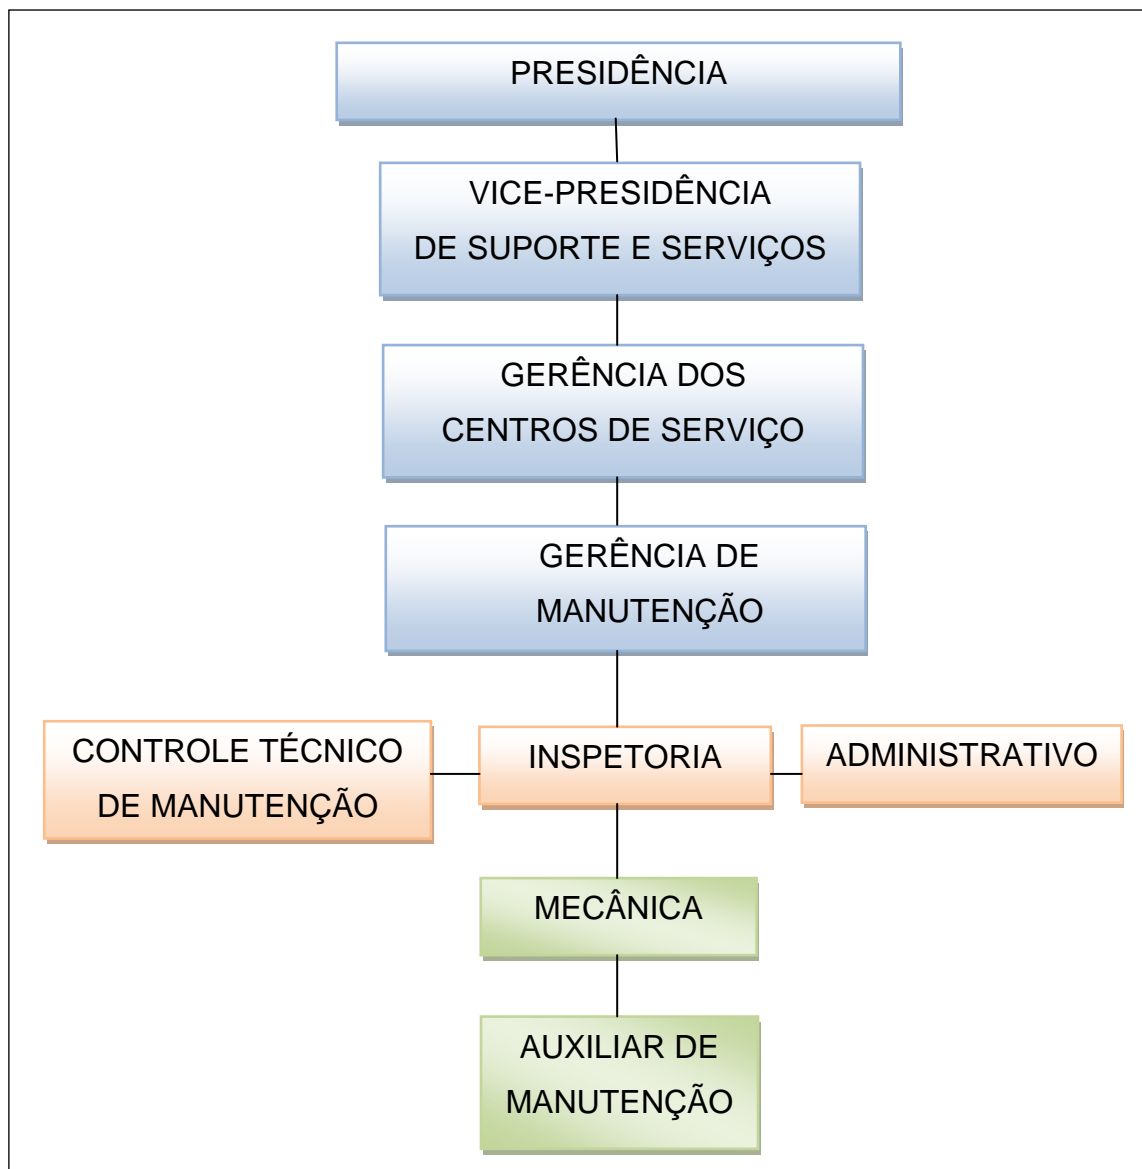 PRESIDÊNCIA
VICE-PRESIDÊNCIA
DE SUPORTE E SERVIÇOS
GERÊNCIA DOS
CENTROS DE SERVIÇO
GERÊNCIA DE
MANUTENÇÃO
CONTROLE TÉCNICO
DE MANUTENÇÃO
INSPETORIA
ADMINISTRATIVO
MECÂNICA
AUXILIAR DE
MANUTENÇÃO